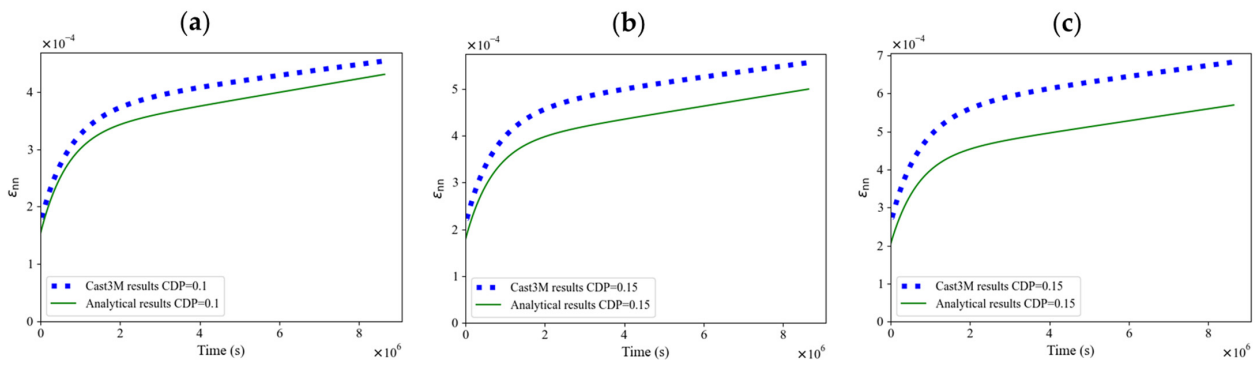 (a)
×10⁻⁴
4
3
2
1
0
εnn
Cast3M results CDP=0.1
Analytical results CDP=0.1
0 2 4 6 8
Time (s)
×10⁶
(b)
×10⁻⁴
5
4
3
2
1
0
εnn
Cast3M results CDP=0.15
Analytical results CDP=0.15
0 2 4 6 8
Time (s)
×10⁶
(c)
×10⁻⁴
7
6
5
4
3
2
1
0
εnn
Cast3M results CDP=0.15
Analytical results CDP=0.15
0 2 4 6 8
Time (s)
×10⁶